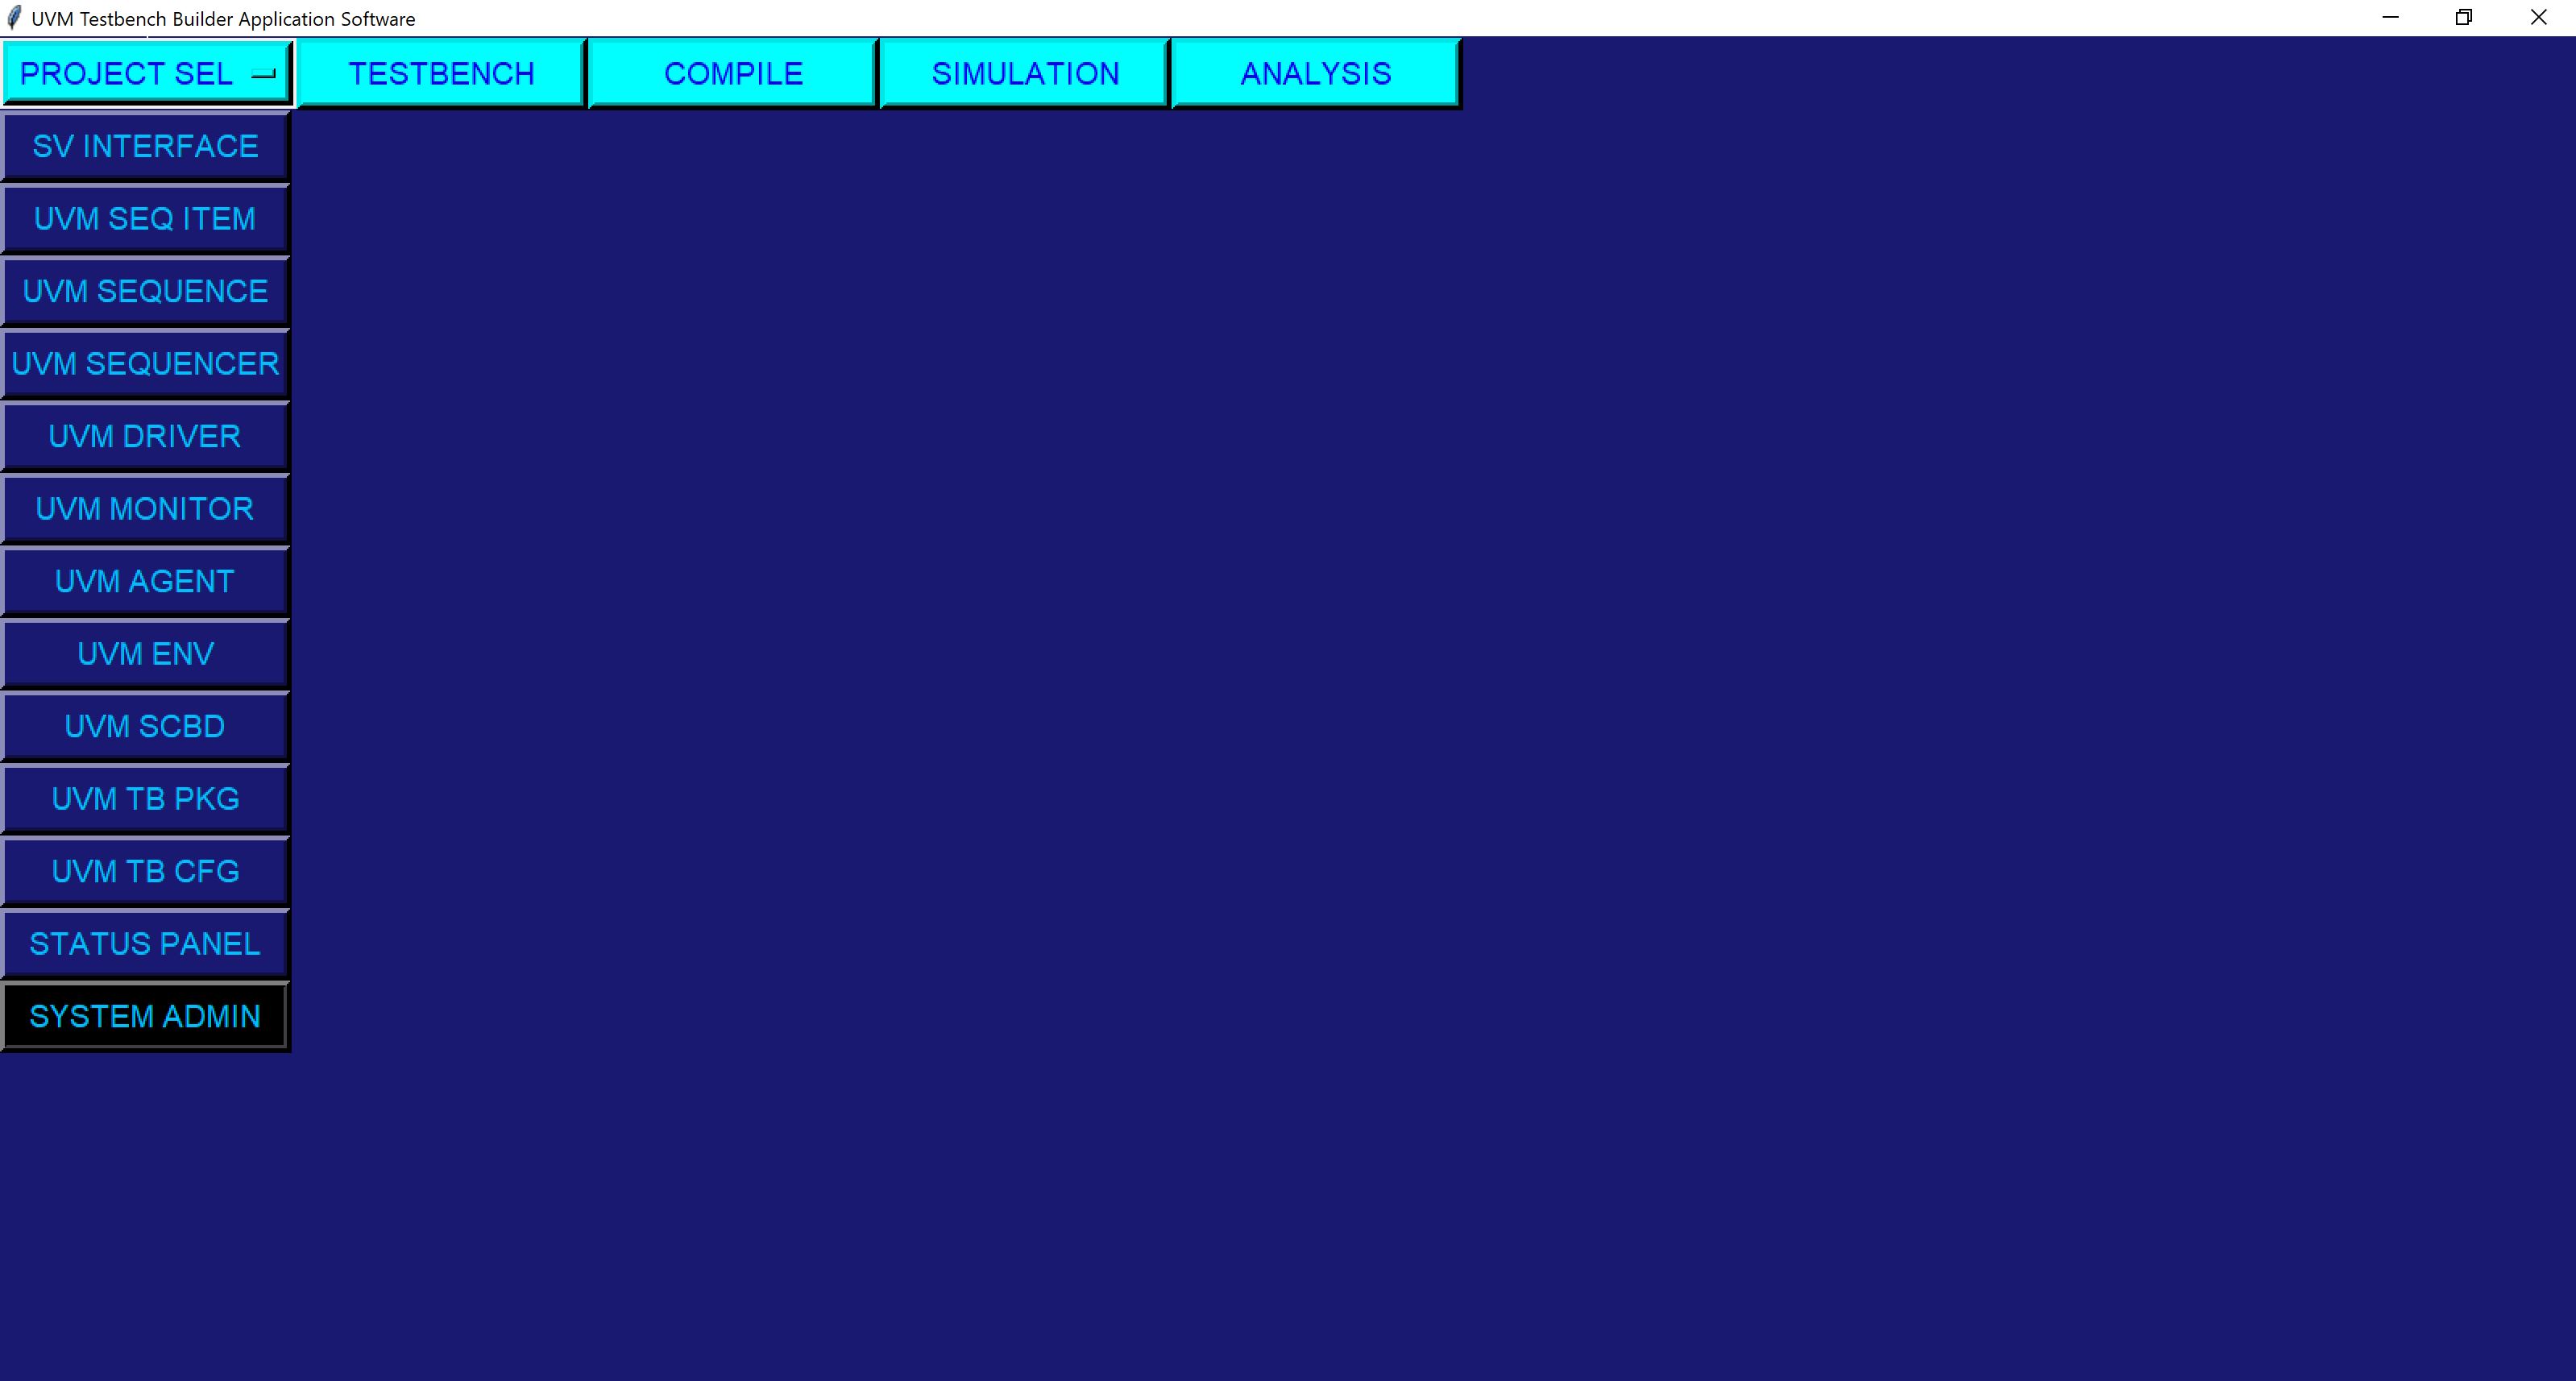 UVM Testbench Builder Application Software
PROJECT SEL TESTBENCH COMPILE SIMULATION ANALYSIS
SV INTERFACE
UVM SEQ ITEM
UVM SEQUENCE
UVM SEQUENCER
UVM DRIVER
UVM MONITOR
UVM AGENT
UVM ENV
UVM SCBD
UVM TB PKG
UVM TB CFG
STATUS PANEL
SYSTEM ADMIN